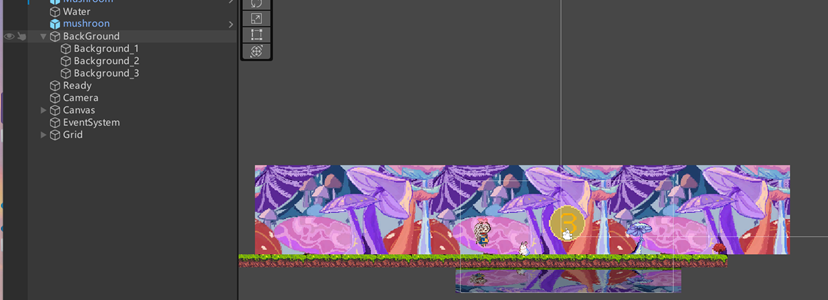 Mushroom
Water
mushroon
BackGround
Background_1
Background_2
Background_3
Ready
Camera
Canvas
EventSystem
Grid
B